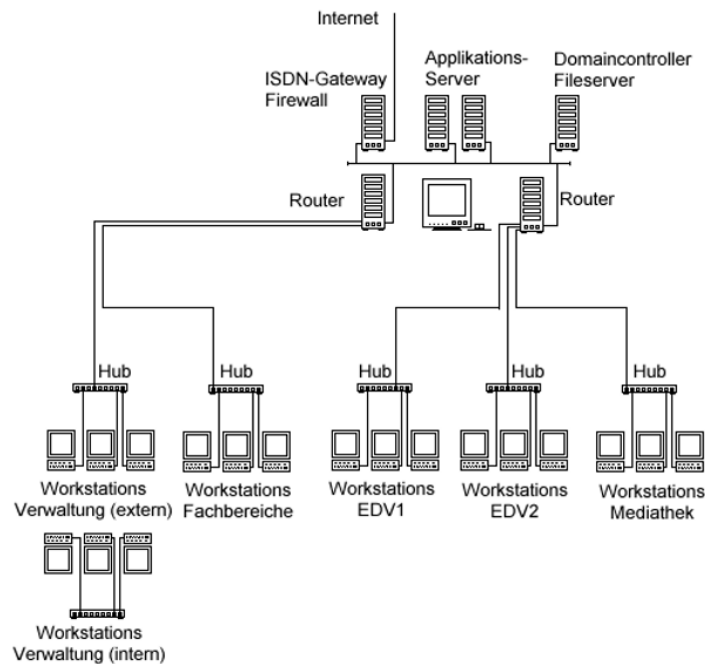 Internet
ISDN-Gateway
Firewall
Applikations-
Server
Domaincontroller
Fileserver
Router
Router
Hub
Hub
Hub
Hub
Hub
Workstations
Verwaltung (extern)
Workstations
Fachbereiche
Workstations
EDV1
Workstations
EDV2
Workstations
Mediathek
Workstations
Verwaltung (intern)